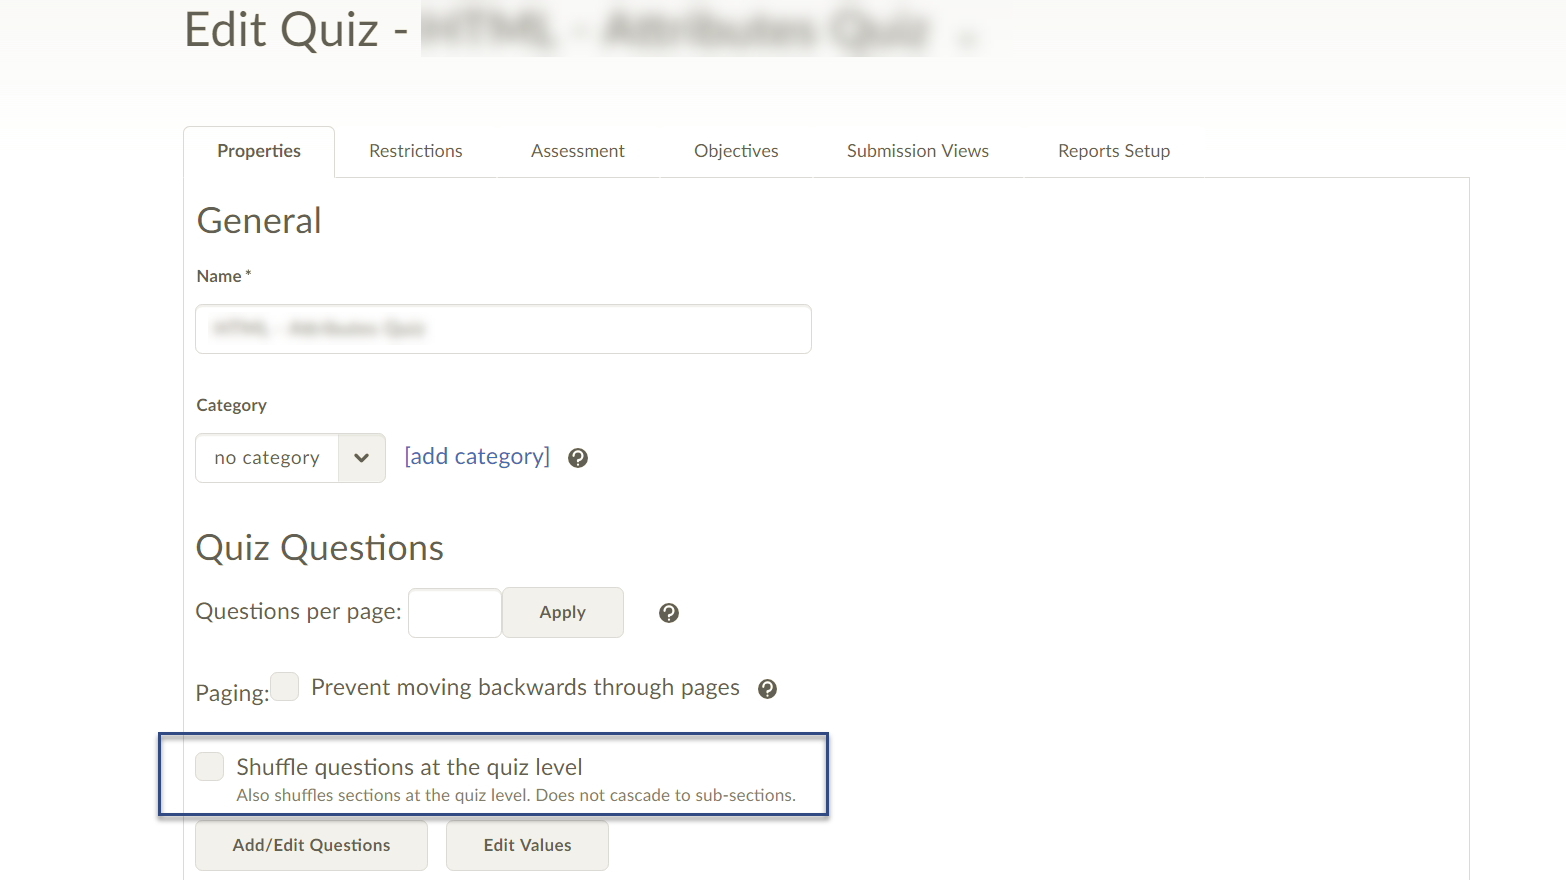 Edit Quiz -
Properties
Restrictions
Assessment
Objectives
Submission Views
Reports Setup
General
Name *
Category
no category
[add category]
Quiz Questions
Questions per page:
Apply
Paging:
Prevent moving backwards through pages
Shuffle questions at the quiz level
Also shuffles sections at the quiz level. Does not cascade to sub-sections.
Add/Edit Questions
Edit Values